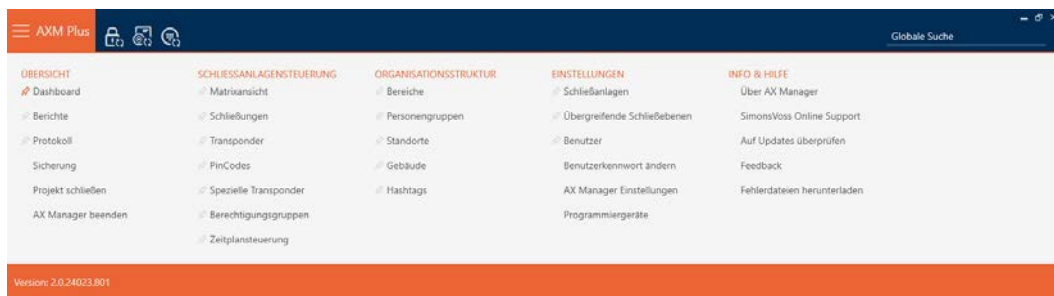 AXM Plus
Globale Suche
ÜBERSICHT
Dashboard
Berichte
Protokoll
Sicherung
Projekt schließen
AX Manager beenden
SCHLIESSANLAGENSTEUERUNG
Matrixansicht
Schließungen
Transponder
PinCodes
Spezielle Transponder
Berechtigungsgruppen
Zeitplansteuerung
ORGANISATIONSSTRUKTUR
Bereiche
Personengruppen
Standorte
Gebäude
Hashtags
EINSTELLUNGEN
Schließanlagen
Übergreifende Schließebenen
Benutzer
Benutzerkennwort ändern
AX Manager Einstellungen
Programmiergeräte
INFO & HILFE
Über AX Manager
SimonsVoss Online Support
Auf Updates überprüfen
Feedback
Fehlerdateien herunterladen
Version: 2.0.24023.801